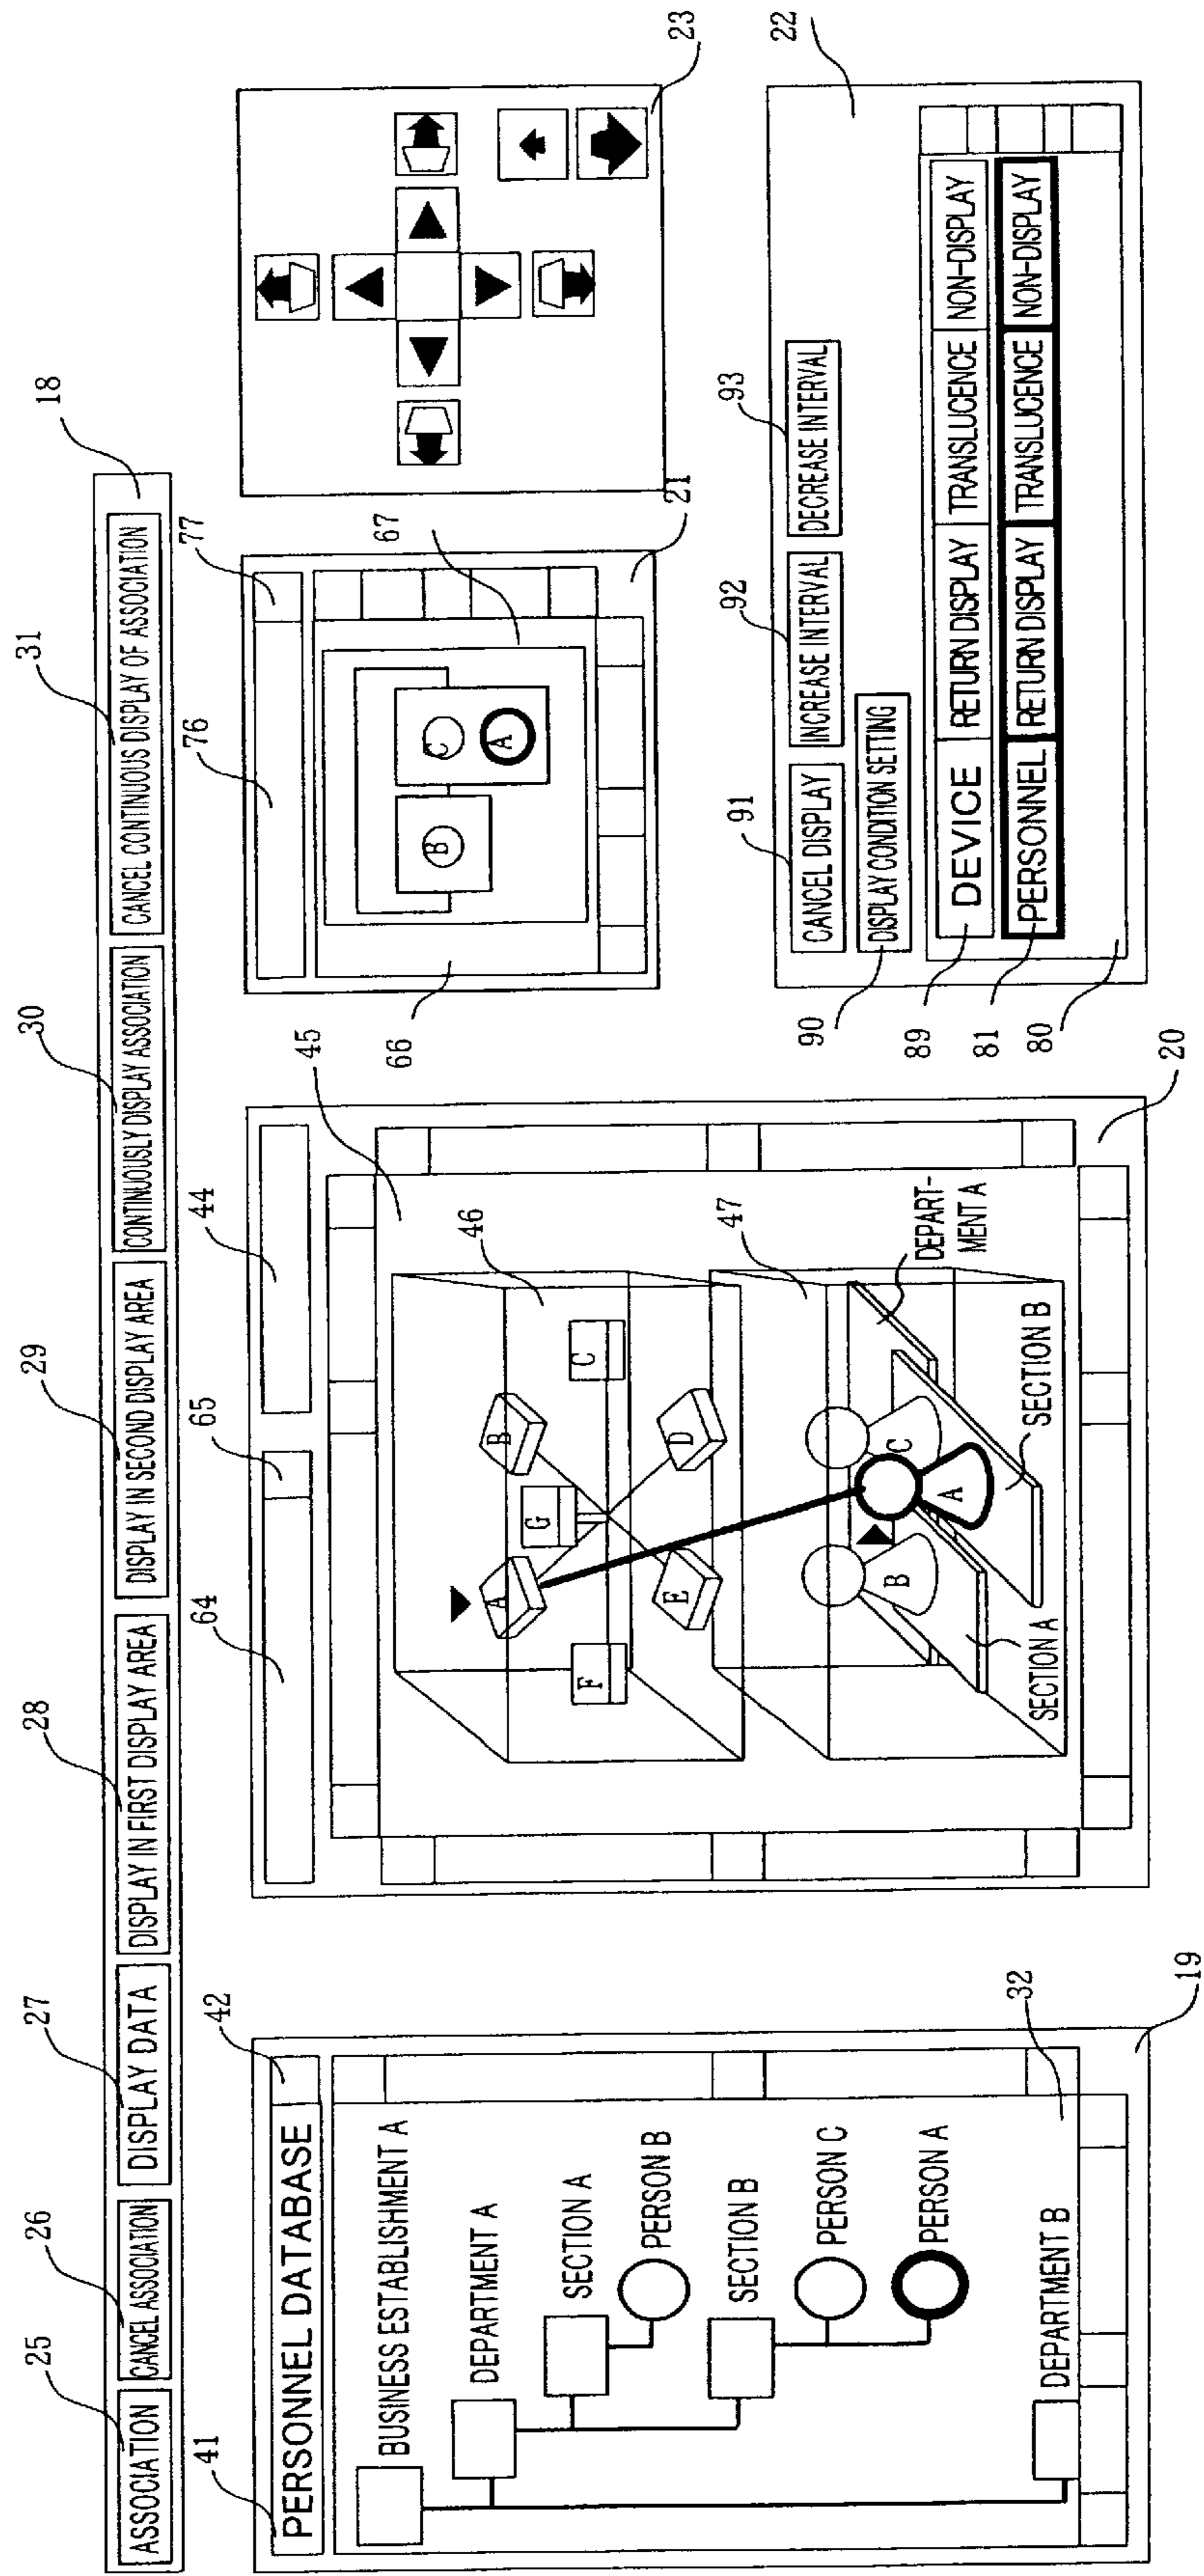 25
26
27
28
29
30
31
18
ASSOCIATION
CANCEL ASSOCIATION
DISPLAY DATA
DISPLAY IN FIRST DISPLAY AREA
DISPLAY IN SECOND DISPLAY AREA
CONTINUOUSLY DISPLAY ASSOCIATION
CANCEL CONTINUOUS DISPLAY OF ASSOCIATION
41
42
PERSONNEL DATABASE
BUSINESS ESTABLISHMENT A
DEPARTMENT A
SECTION A
PERSON B
SECTION B
PERSON C
PERSON A
DEPARTMENT B
32
19
64
65
44
45
46
A
B
G
C
F
E
D
47
B
C
A
DEPART-
MENT A
SECTION A
SECTION B
20
76
77
66
67
B
C
A
21
23
91
92
93
22
CANCEL DISPLAY
INCREASE INTERVAL
DECREASE INTERVAL
DISPLAY CONDITION SETTING
90
DEVICE
RETURN DISPLAY
TRANSLUCENCE
NON-DISPLAY
89
PERSONNEL
RETURN DISPLAY
TRANSLUCENCE
NON-DISPLAY
81
80